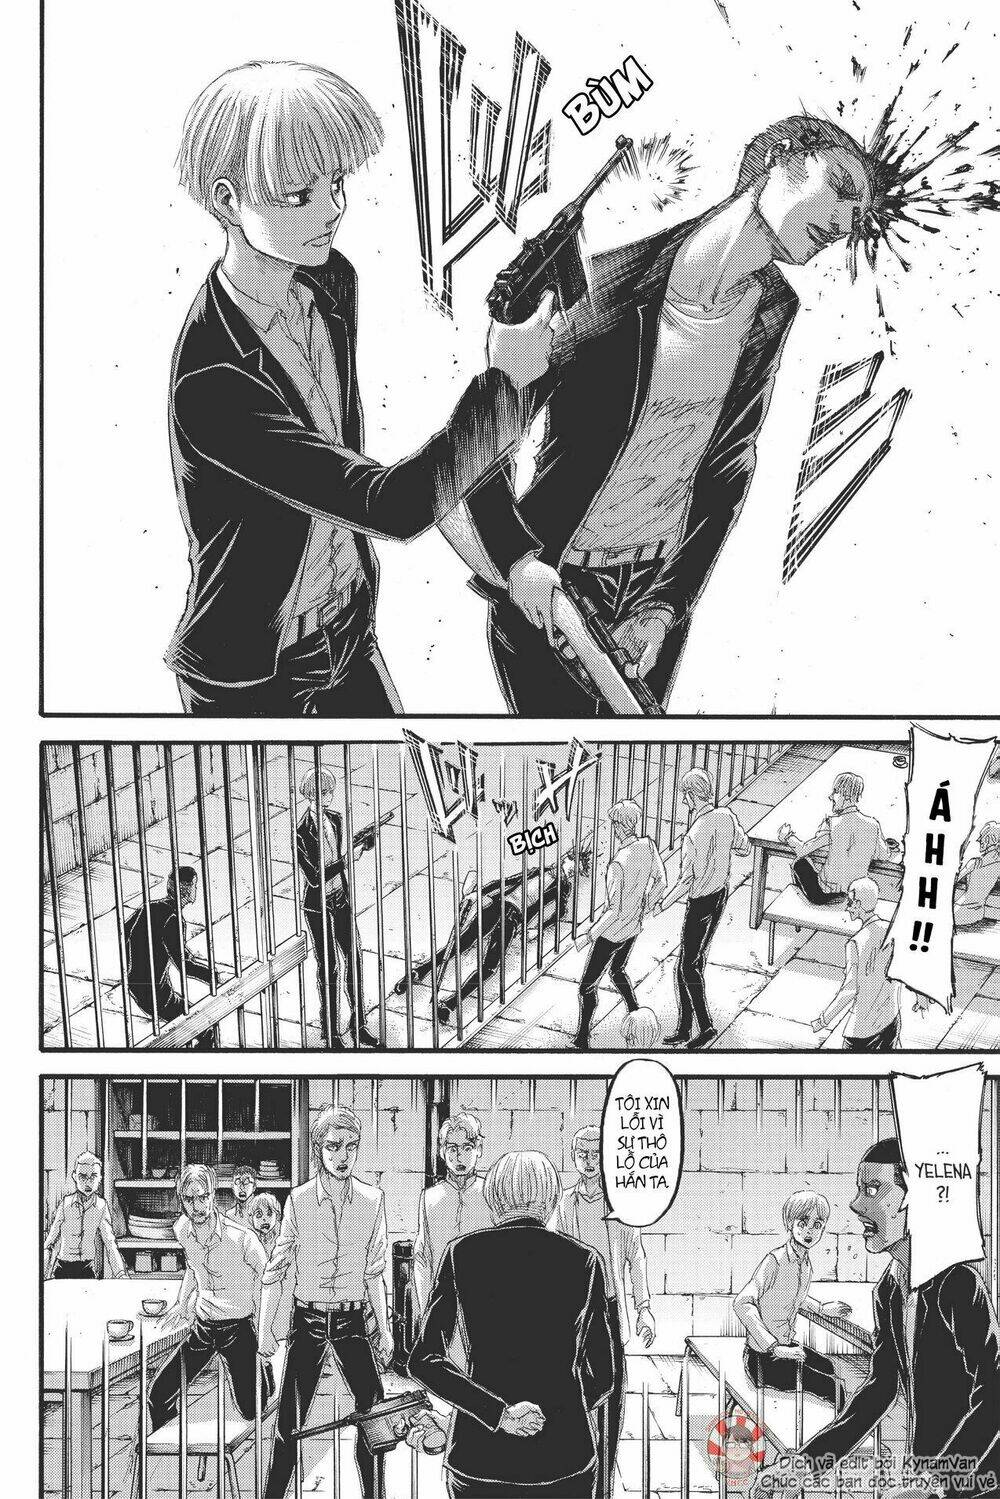 BÙM
ÁHH!!
BỊCH
...
YELENA
?!
TÔI XIN
LỖI VÌ
SỰ THÔ
LỖ CỦA
HẮN TA.
Dịch và edit bởi KynamVan
Chúc các bạn đọc truyện vui vẻ